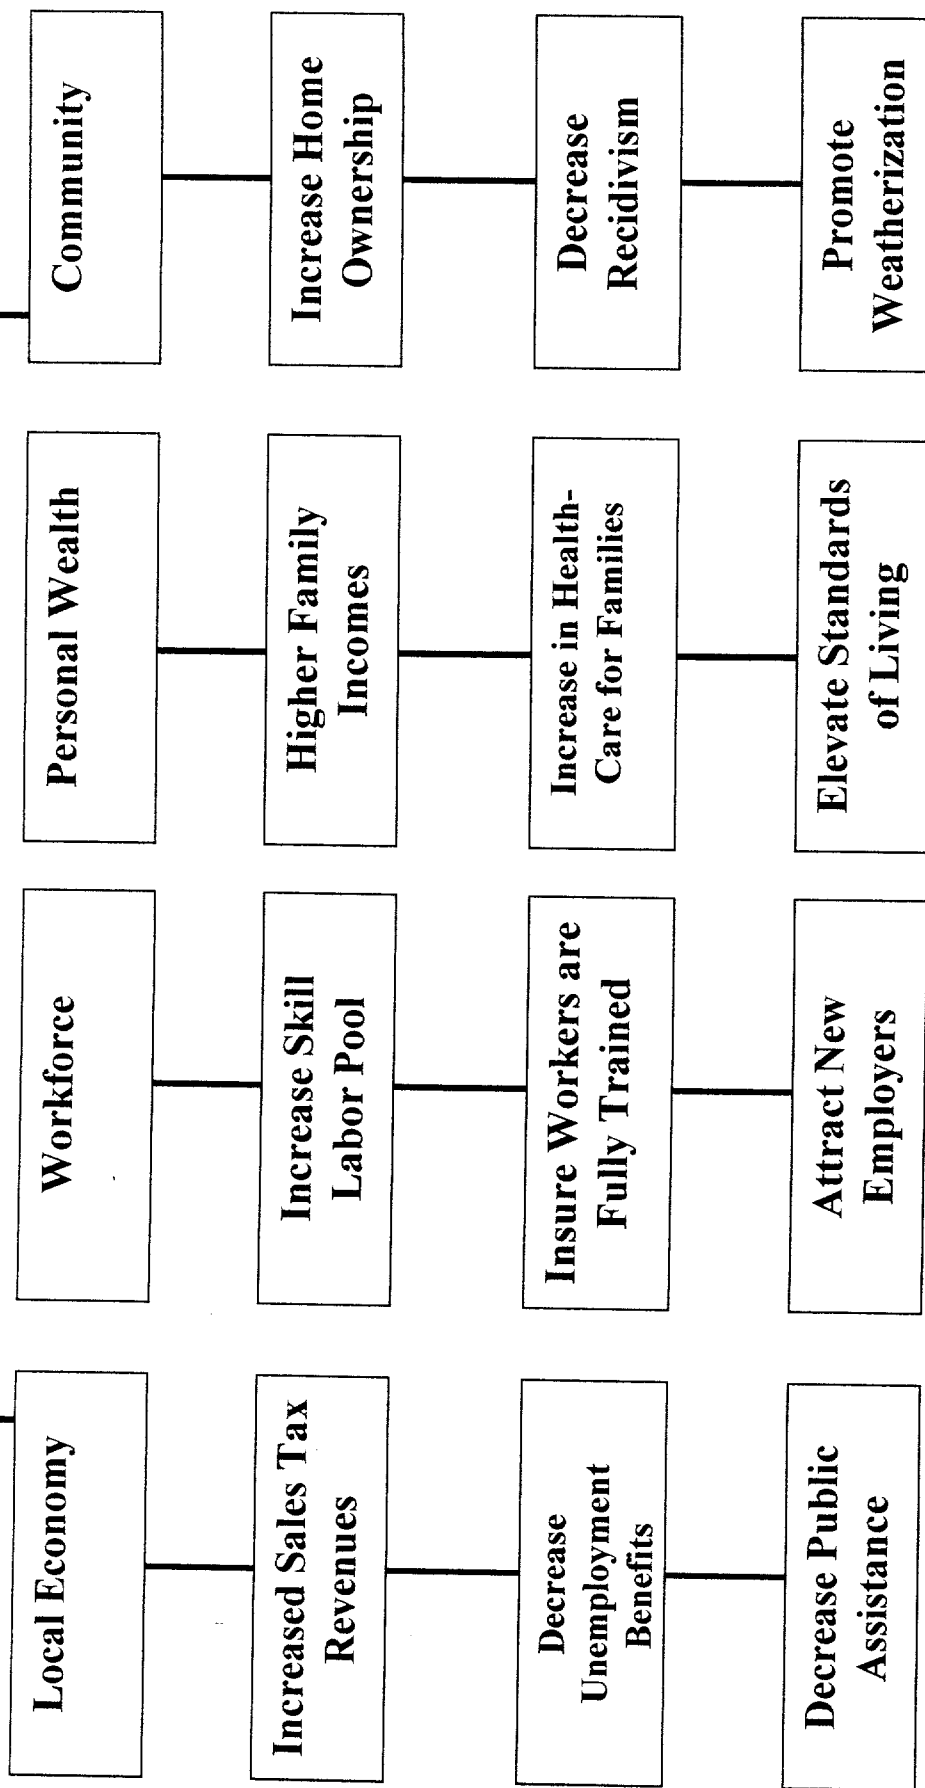 Local Economy
Increased Sales Tax
Revenues
Decrease
Unemployment
Benefits
Decrease Public
Assistance
Workforce
Increase Skill
Labor Pool
Insure Workers are
Fully Trained
Attract New
Employers
Personal Wealth
Higher Family
Incomes
Increase in Health-
Care for Families
Elevate Standards
of Living
Community
Increase Home
Ownership
Decrease
Recidivism
Promote
Weatherization